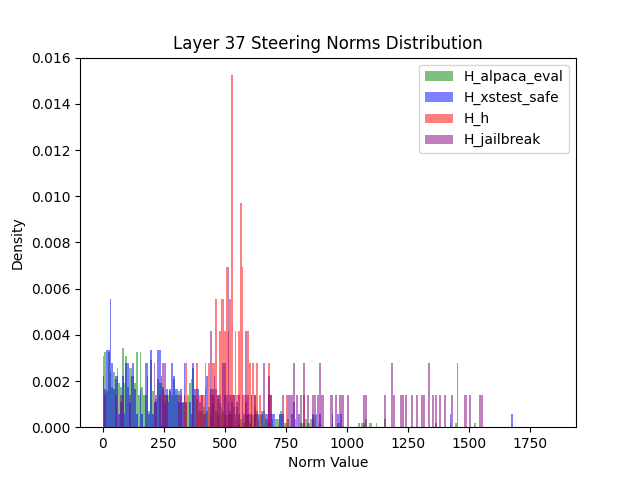 Layer 37 Steering Norms Distribution
H_alpaca_eval
H_xstest_safe
H_h
H_jailbreak
Density
0.016
0.014
0.012
0.010
0.008
0.006
0.004
0.002
0.000
0 250 500 750 1000 1250 1500 1750
Norm Value